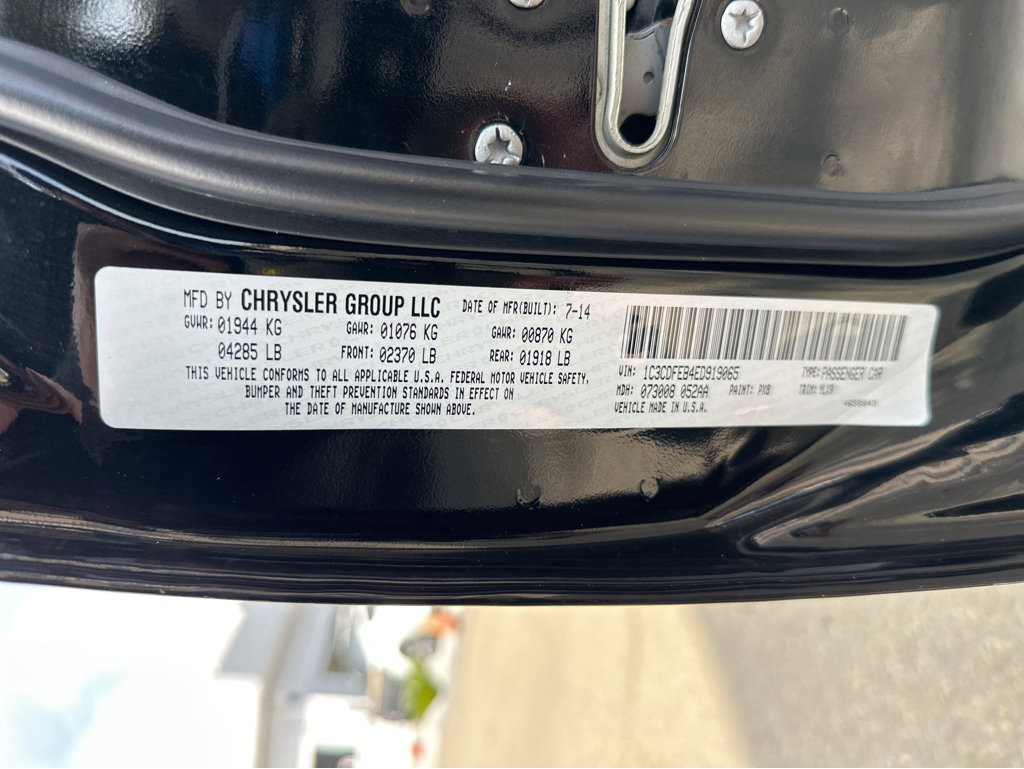 MFD BY CHRYSLER GROUP LLC DATE OF MFR(BUILT): 7-14
GVWR: 01944 KG GAWR: 01076 KG GAWR: 00870 KG
04285 LB FRONT: 02370 LB REAR: 01918 LB
THIS VEHICLE CONFORMS TO ALL APPLICABLE U.S.A. FEDERAL MOTOR VEHICLE SAFETY,
BUMPER AND THEFT PREVENTION STANDARDS IN EFFECT ON
THE DATE OF MANUFACTURE SHOWN ABOVE.
VIN: 1C3CDFEB4ED919065 TYPE: PASSENGER CAR
MDH: 073008 052AA PAINT: PX8 TRIM: MLX9
VEHICLE MADE IN U.S.A.